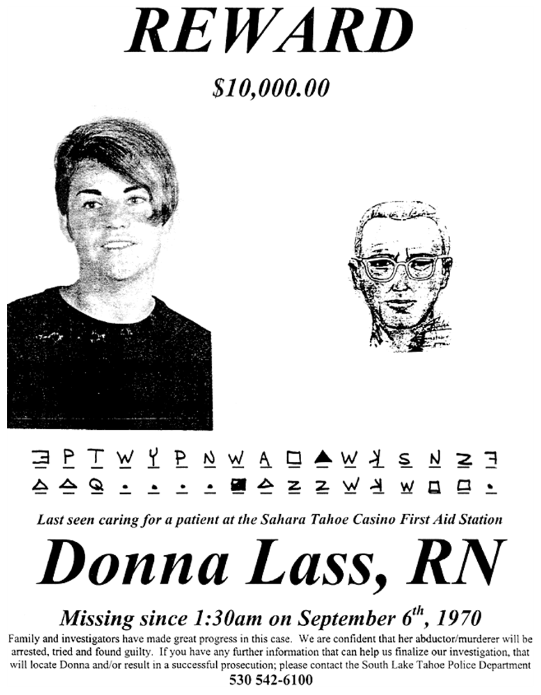 REWARD
$10,000.00
Ǝ P T W Y P N W A □ ▲ W ʞ S N Z ꟻ
△ △ Q · · · · ■ △ Z Z W ʞ W □ □ ·
Last seen caring for a patient at the Sahara Tahoe Casino First Aid Station
Donna Lass, RN
Missing since 1:30am on September 6th, 1970
Family and investigators have made great progress in this case. We are confident that her abductor/murderer will be
arrested, tried and found guilty. If you have any further information that can help us finalize our investigation, that
will locate Donna and/or result in a successful prosecution; please contact the South Lake Tahoe Police Department
530 542-6100